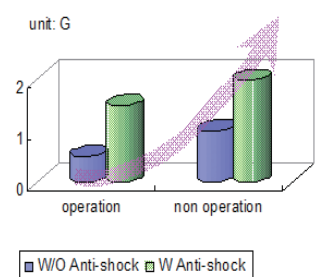 unit: G
2
1
0
operation non operation
W/O Anti-shock W Anti-shock